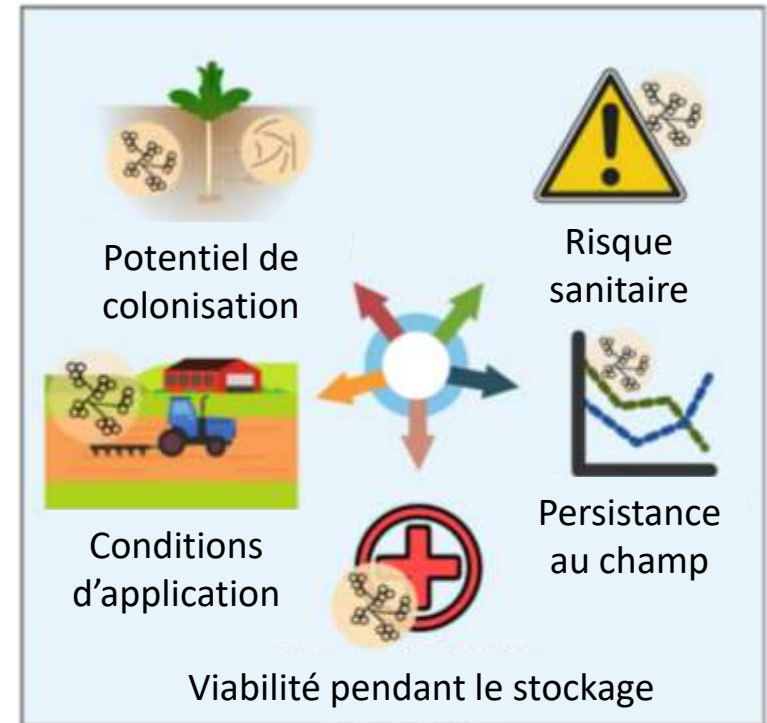 Potentiel de
colonisation
Risque
sanitaire
Conditions
d’application
Persistance
au champ
Viabilité pendant le stockage